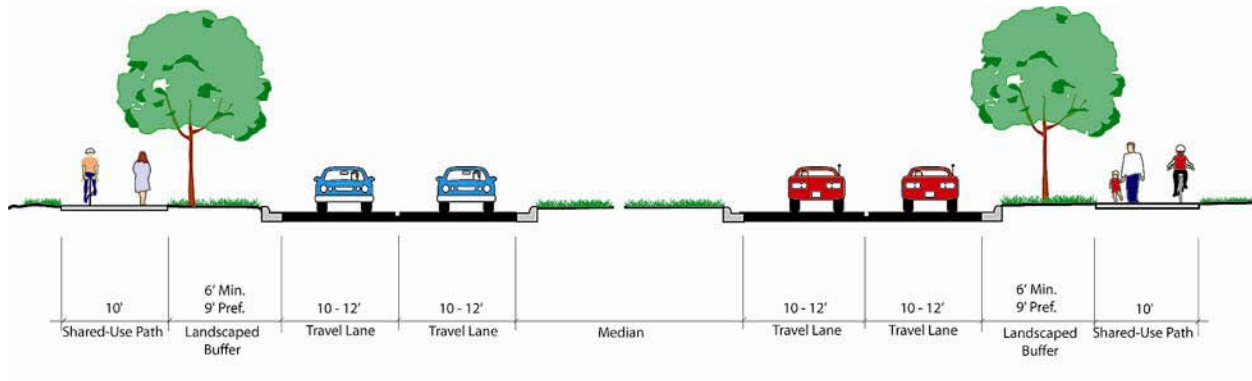 6' Min.
6' Min.
10'
9' Pref.
10 - 12'
10 - 12'
10 - 12'
10 - 12'
9' Pref.
10'
Shared-Use Path
Landscaped
Buffer
Travel Lane
Travel Lane
Median
Travel Lane
Travel Lane
Landscaped
Buffer
Shared-Use Path